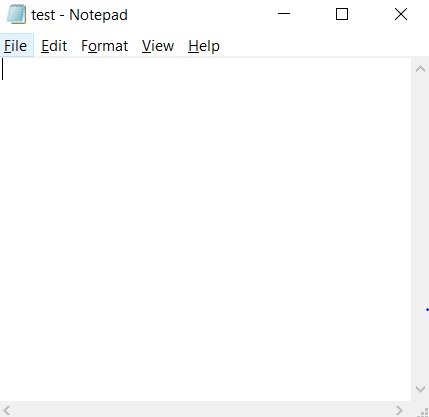 test - Notepad
File Edit Format View Help